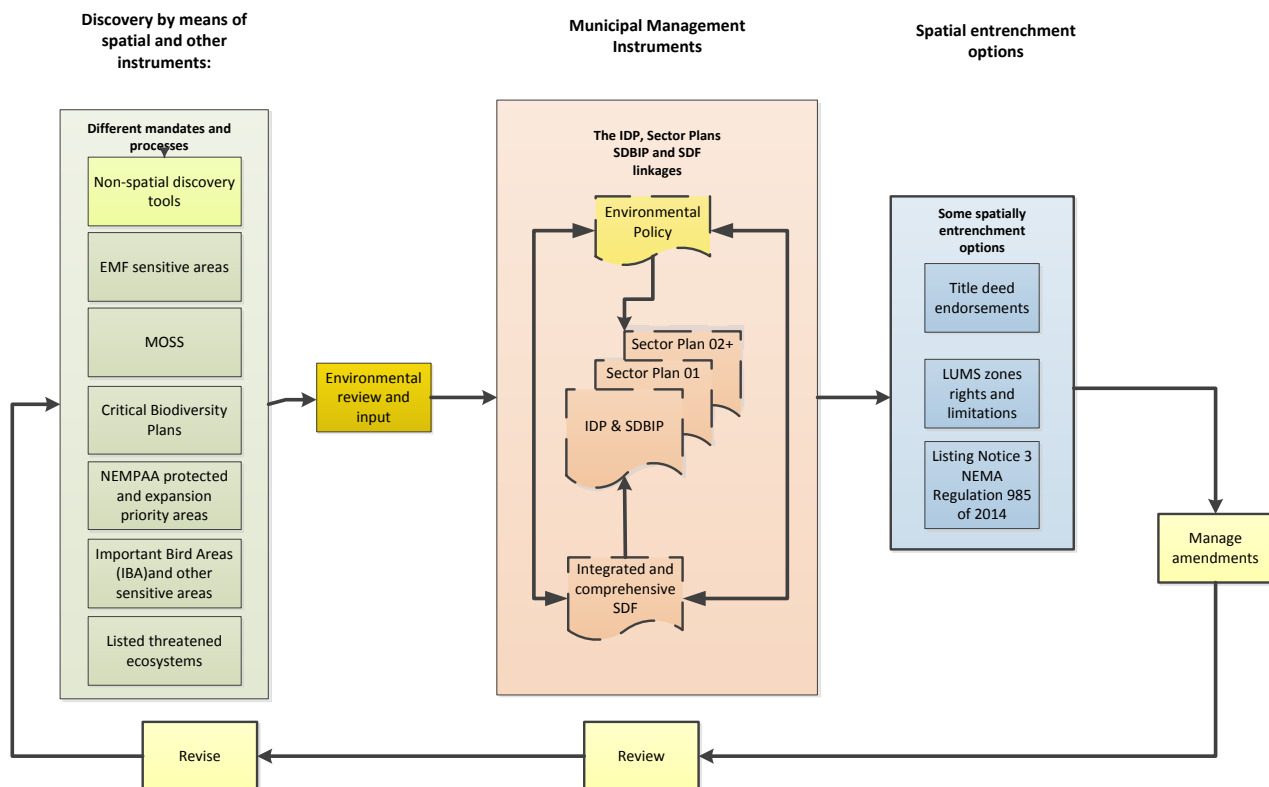 Discovery by means of
spatial and other
instruments:
Municipal Management
Instruments
Spatial entrenchment
options
Different mandates and
processes
Non-spatial discovery
tools
EMF sensitive areas
MOSS
Critical Biodiversity
Plans
NEMPAA protected
and expansion
priority areas
Important Bird Areas
(IBA)and other
sensitive areas
Listed threatened
ecosystems
Environmental
review and
input
The IDP, Sector Plans
SDBIP and SDF
linkages
Environmental
Policy
Sector Plan 02+
Sector Plan 01
IDP & SDBIP
Integrated and
comprehensive
SDF
Some spatially
entrenchment
options
Title deed
endorsements
LUMS zones
rights and
limitations
Listing Notice 3
NEMA
Regulation 985
of 2014
Manage
amendments
Revise
Review